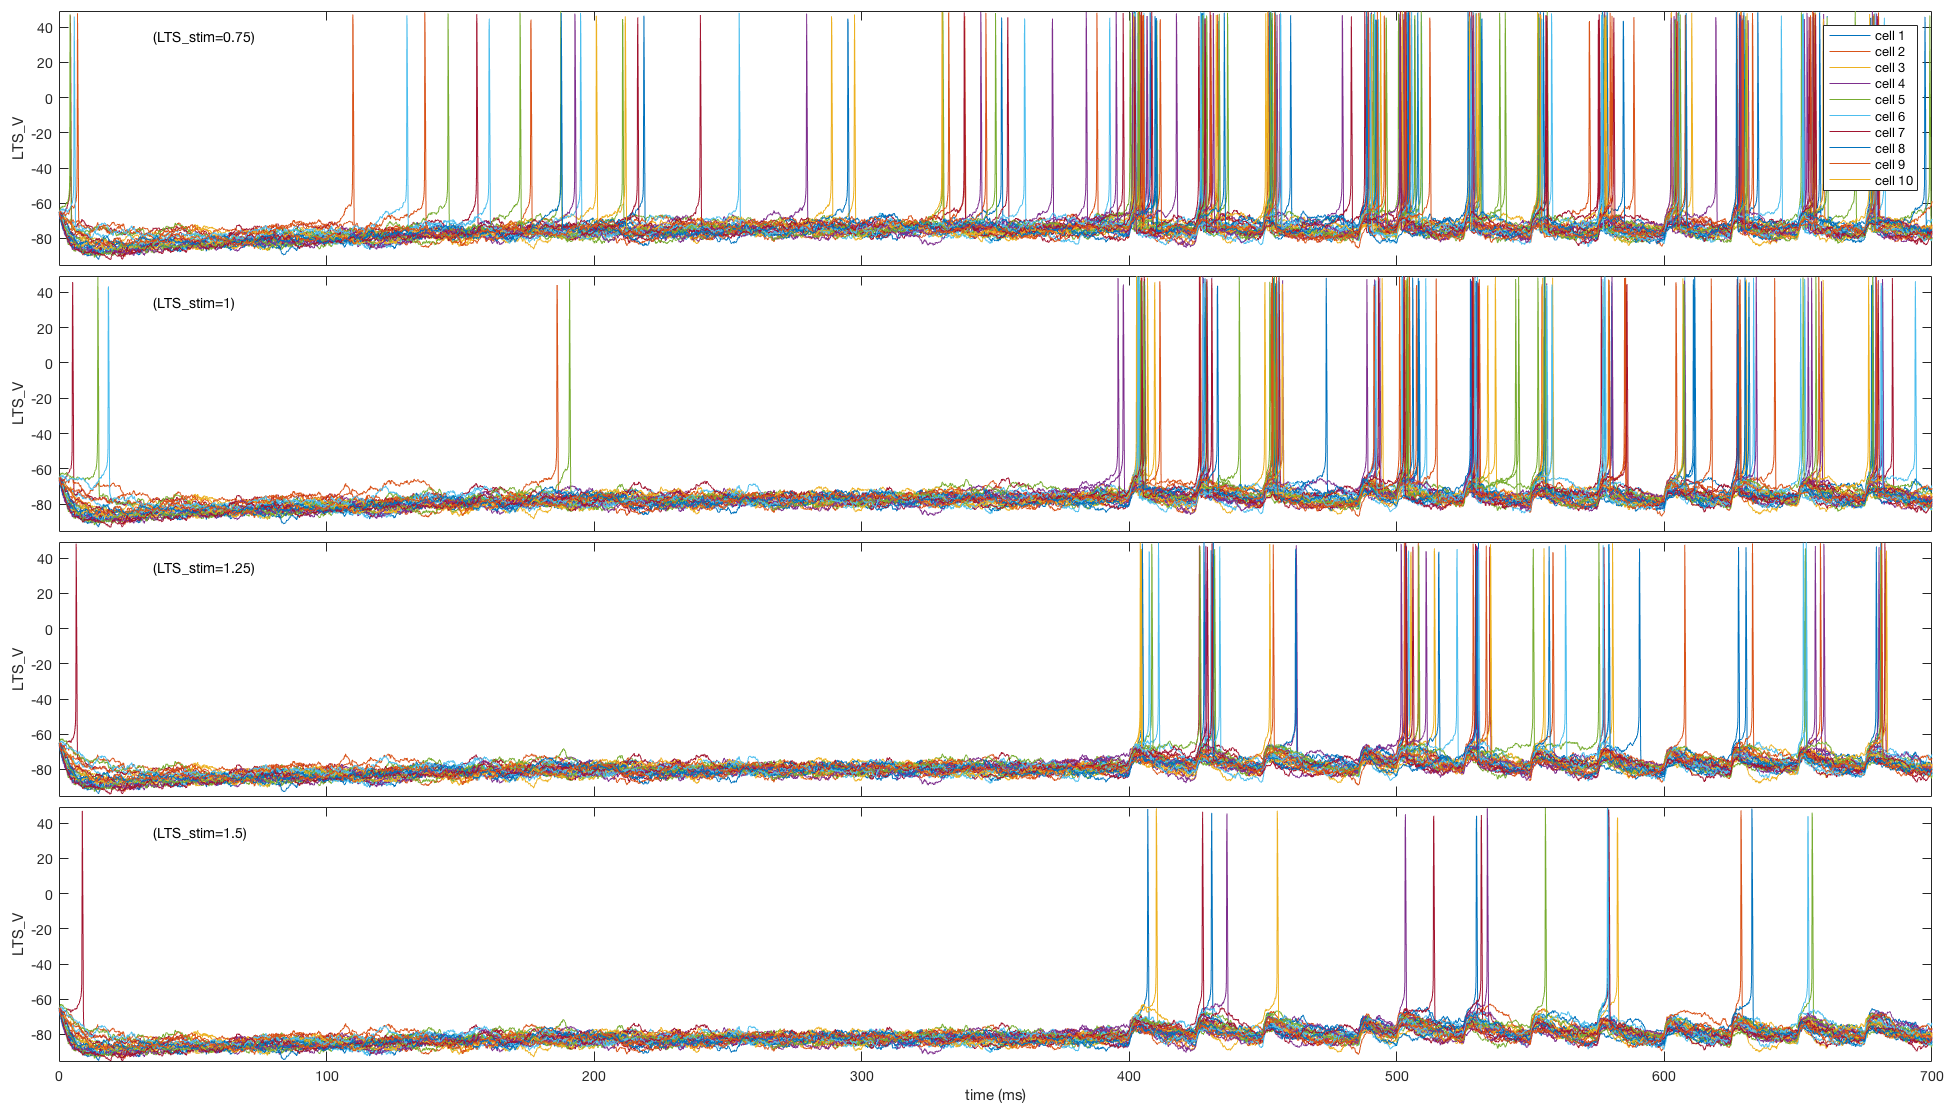 (LTS_stim=0.75)
LTS_V
40
20
0
-20
-40
-60
-80
cell 1
cell 2
cell 3
cell 4
cell 5
cell 6
cell 7
cell 8
cell 9
cell 10
(LTS_stim=1)
LTS_V
40
20
0
-20
-40
-60
-80
(LTS_stim=1.25)
LTS_V
40
20
0
-20
-40
-60
-80
(LTS_stim=1.5)
LTS_V
40
20
0
-20
-40
-60
-80
0 100 200 300 400 500 600 700
time (ms)